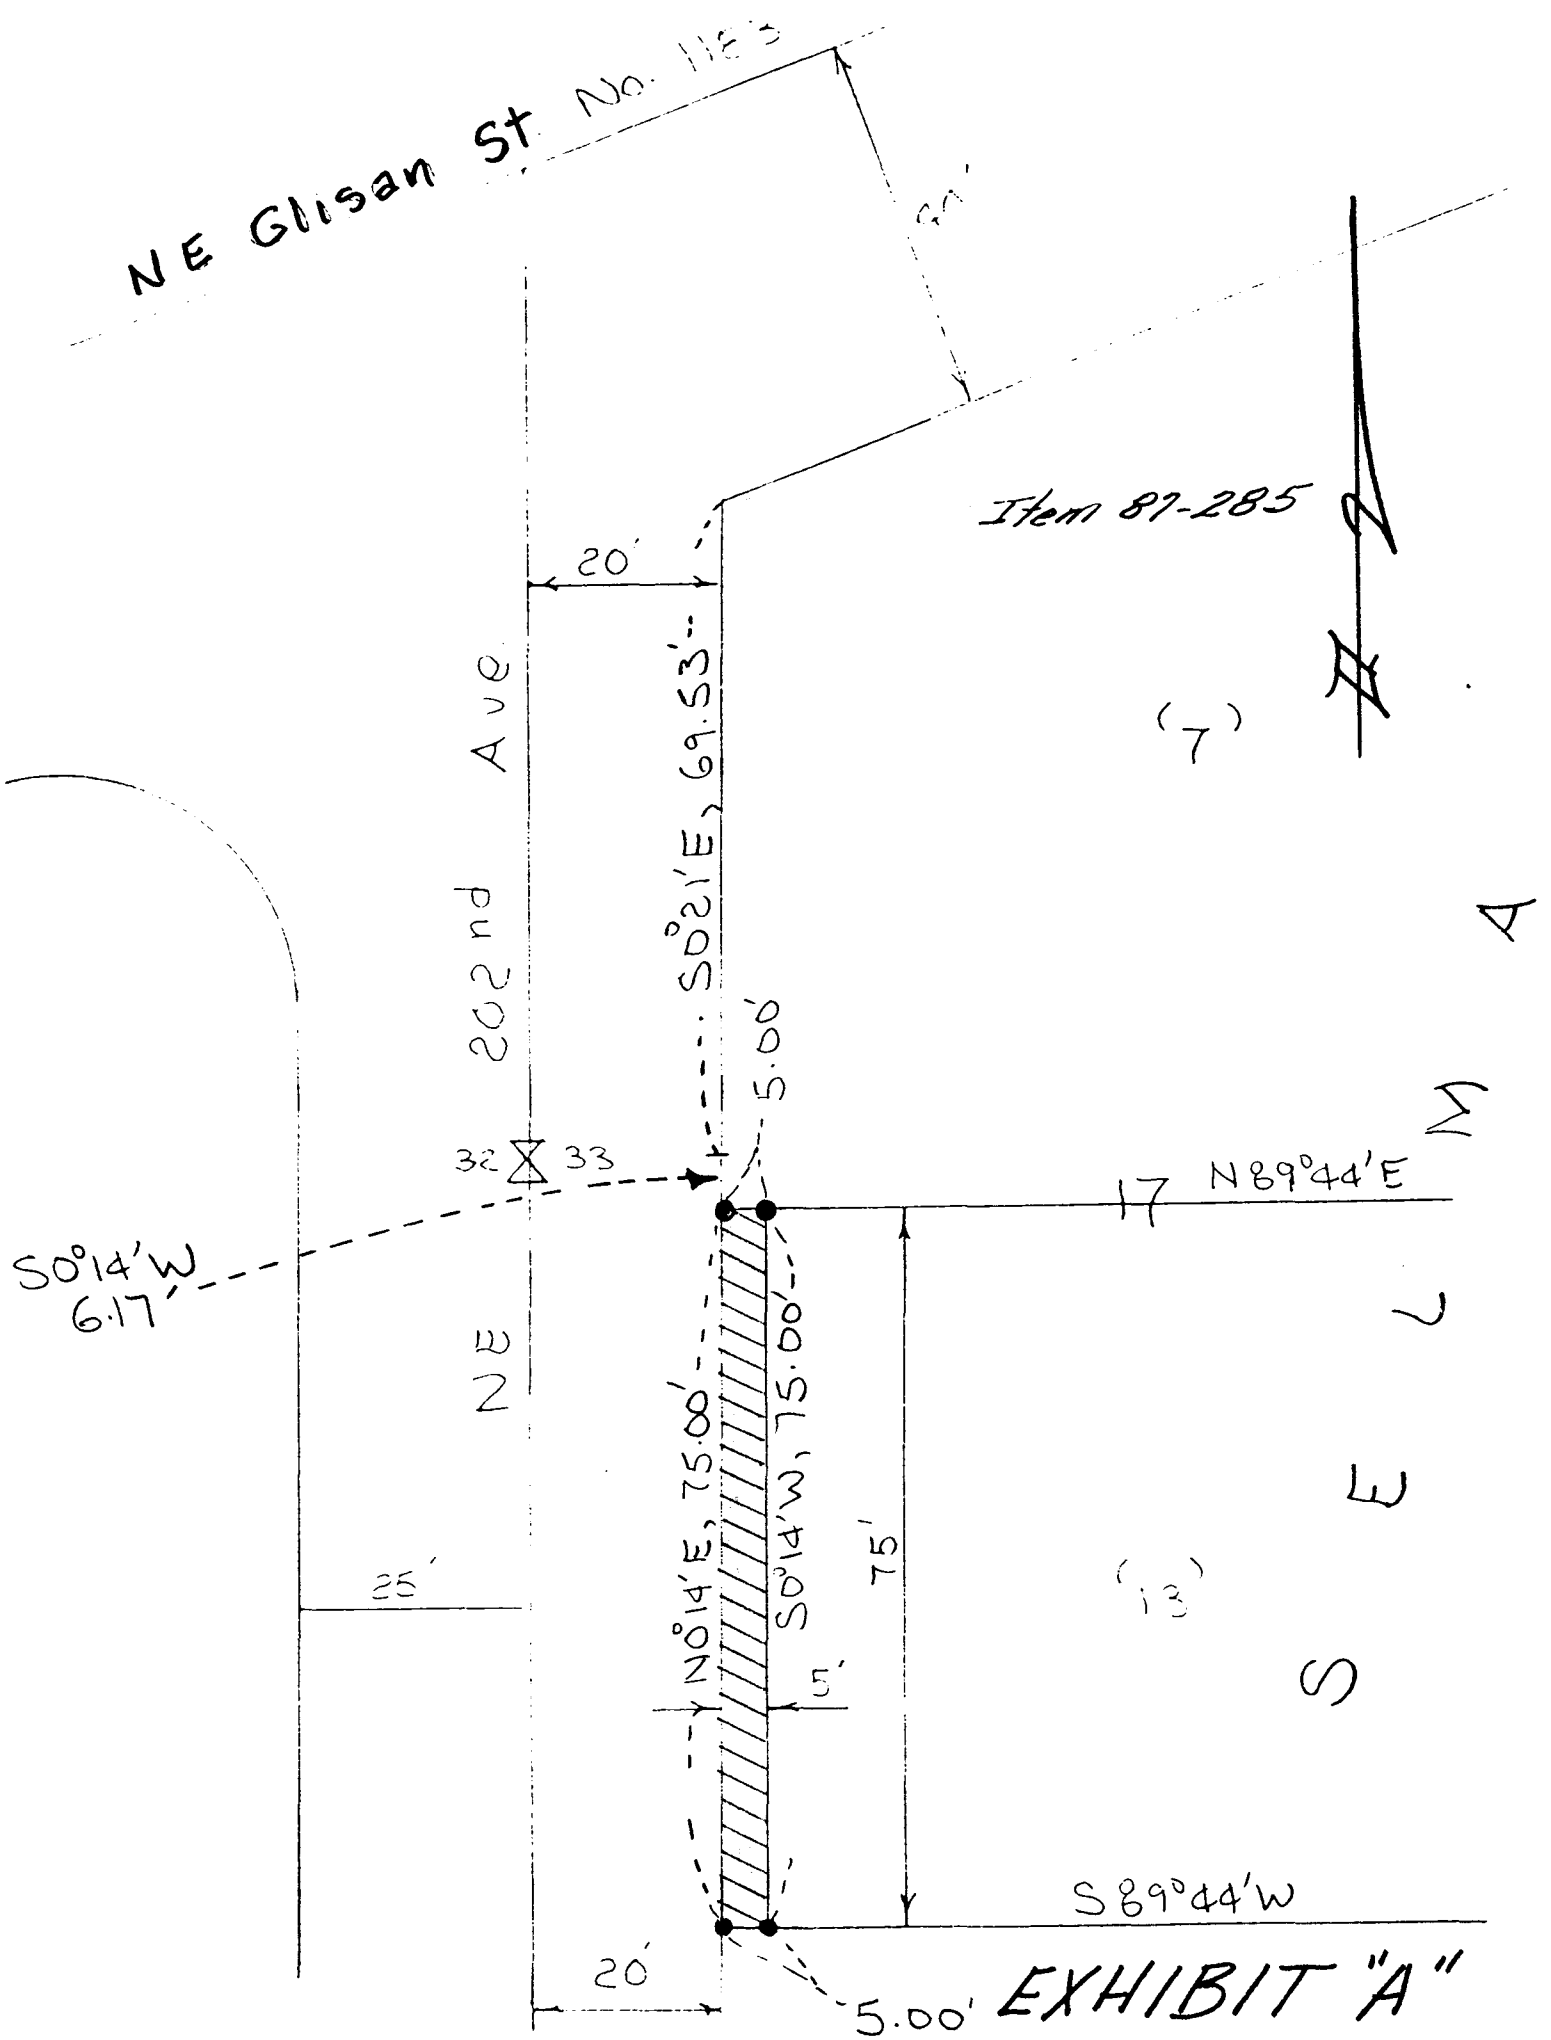 NE Glisan St. No. 1183
Item 87-285
20'
NE 202nd Ave.
S0°21'E, 69.53'
(7)
5.00'
32 33
S0°14'W
6.17'
17
N89°44'E
N0°14'E, 75.00'
S0°14'W, 75.00'
75'
25'
5'
(13)
SELMA
S89°44'W
20'
5.00'
EXHIBIT "A"